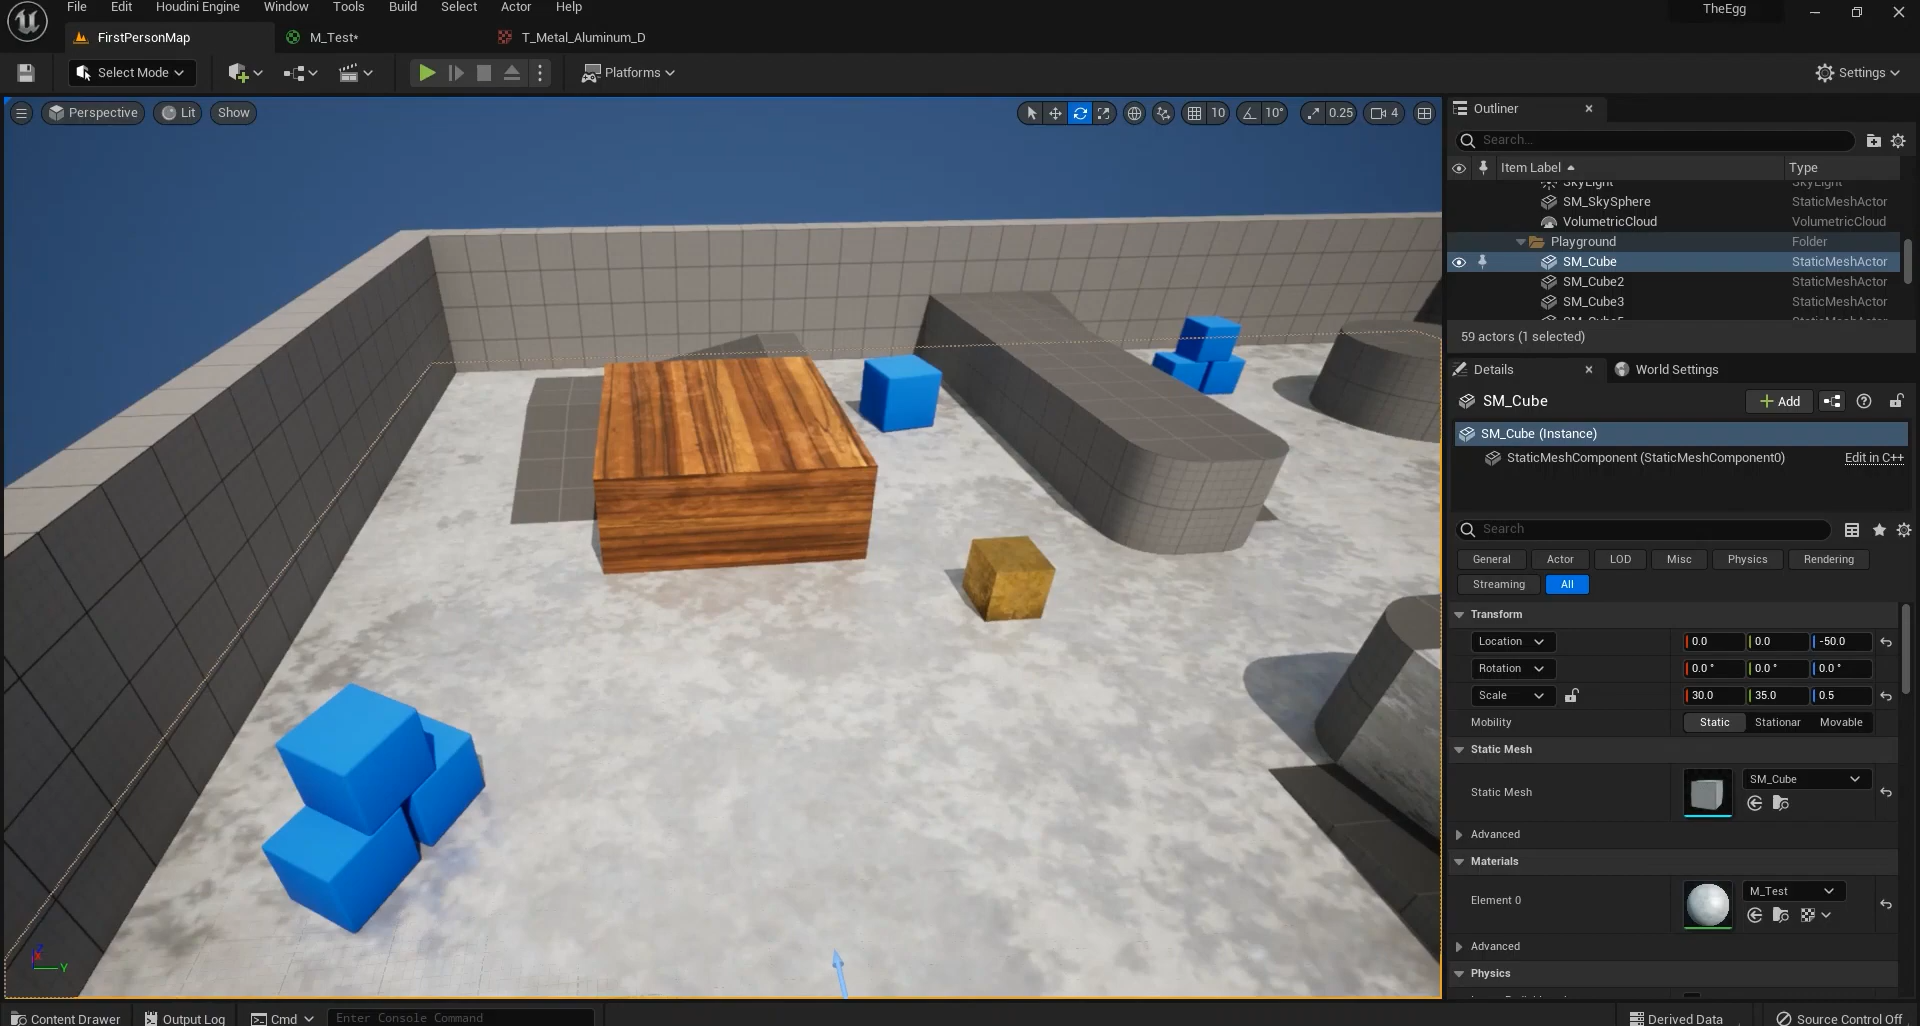 File Edit Houdini Engine Window Tools Build Select Actor Help TheEgg
FirstPersonMap M_Test* T_Metal_Aluminum_D
Select Mode Platforms Settings
Perspective Lit Show 10 10° 0.25 4
Outliner
Search...
Item Label Type
SkyLight SkyLight
SM_SkySphere StaticMeshActor
VolumetricCloud VolumetricCloud
Playground Folder
SM_Cube StaticMeshActor
SM_Cube2 StaticMeshActor
SM_Cube3 StaticMeshActor
59 actors (1 selected)
Details World Settings
SM_Cube Add
SM_Cube (Instance)
StaticMeshComponent (StaticMeshComponent0) Edit in C++
Search
General Actor LOD Misc Physics Rendering
Streaming All
Transform
Location 0.0 0.0 -50.0
Rotation 0.0° 0.0° 0.0°
Scale 30.0 35.0 0.5
Mobility Static Stationar Movable
Static Mesh
Static Mesh SM_Cube
Advanced
Materials
Element 0 M_Test
Advanced
Physics
Z
X
Y
Content Drawer Output Log Cmd Enter Console Command Derived Data Source Control Off